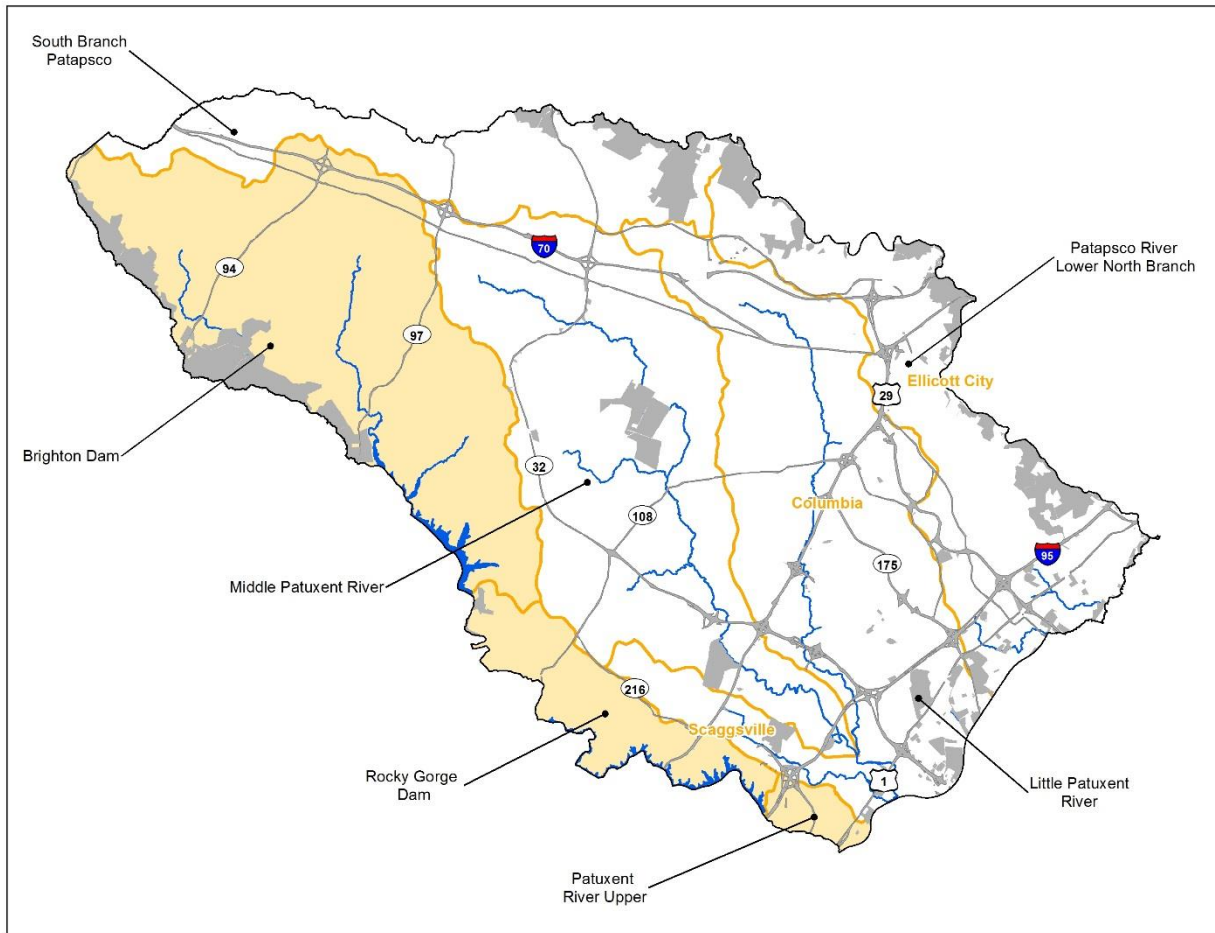 South Branch
Patapsco
70
Patapsco River
Lower North Branch
94
97
Ellicott City
29
Brighton Dam
32
Columbia
108
95
175
Middle Patuxent River
216
Scaggsville
Rocky Gorge
Dam
1
Little Patuxent
River
Patuxent
River Upper